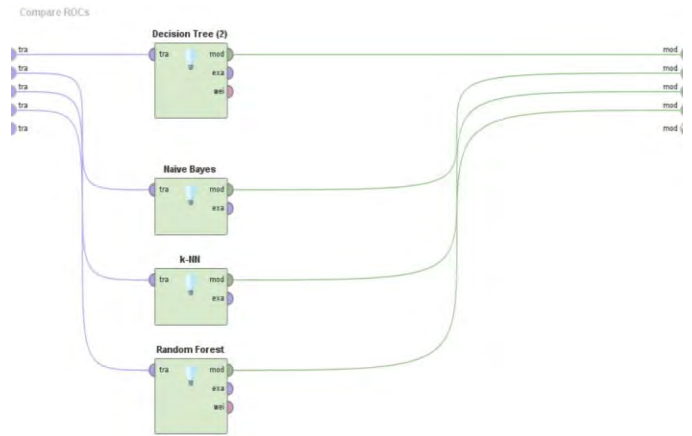 Compare ROCs
Decision Tree (2)
tra
tra
mod
mod
tra
exa
mod
tra
wei
mod
tra
mod
tra
mod
Naive Bayes
tra
mod
exa
k-NN
tra
mod
exa
Random Forest
tra
mod
exa
wei